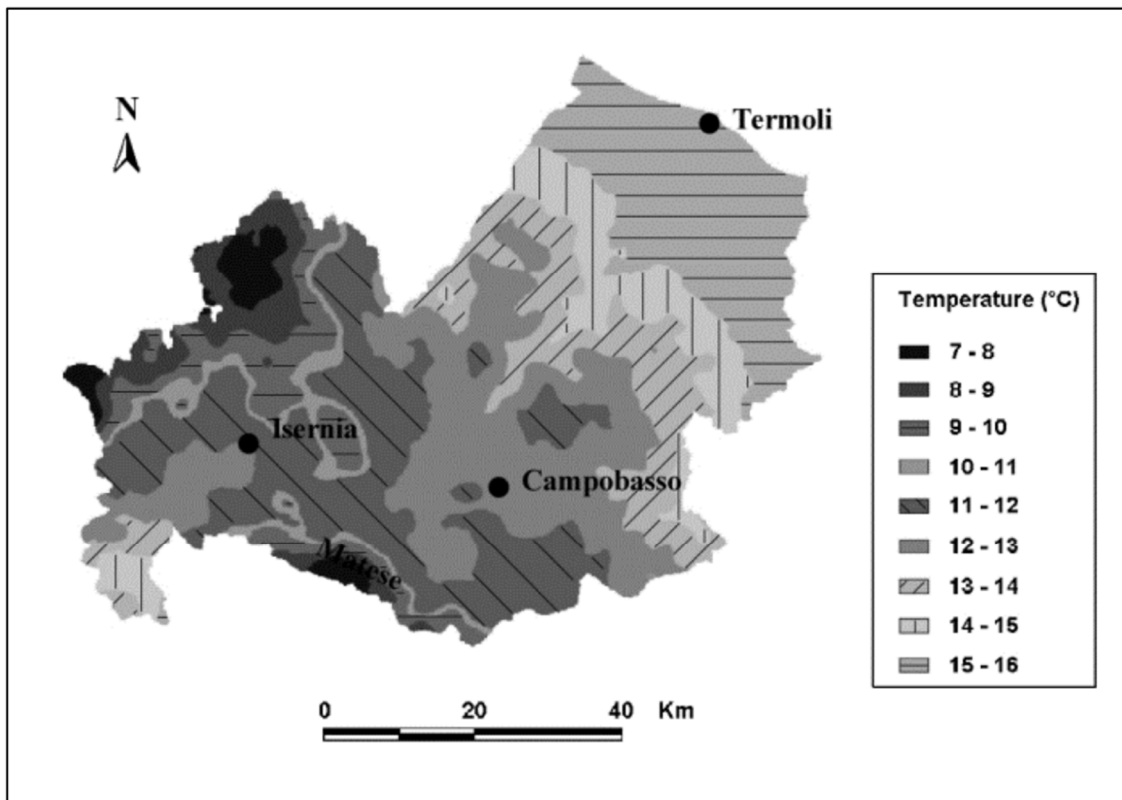 N
Termoli
Isernia
Campobasso
Matese
Temperature (°C)
7 - 8
8 - 9
9 - 10
10 - 11
11 - 12
12 - 13
13 - 14
14 - 15
15 - 16
0 20 40 Km